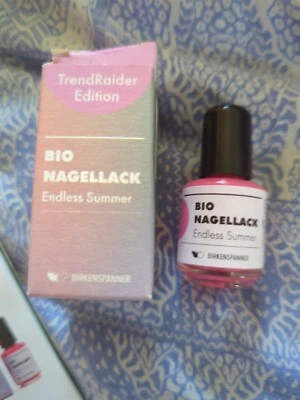 TrendRaider
Edition
BIO
NAGELLACK
Endless Summer
BIRKENSPANNER
BIO
NAGELLACK
Endless Summer
BIRKENSPANNER